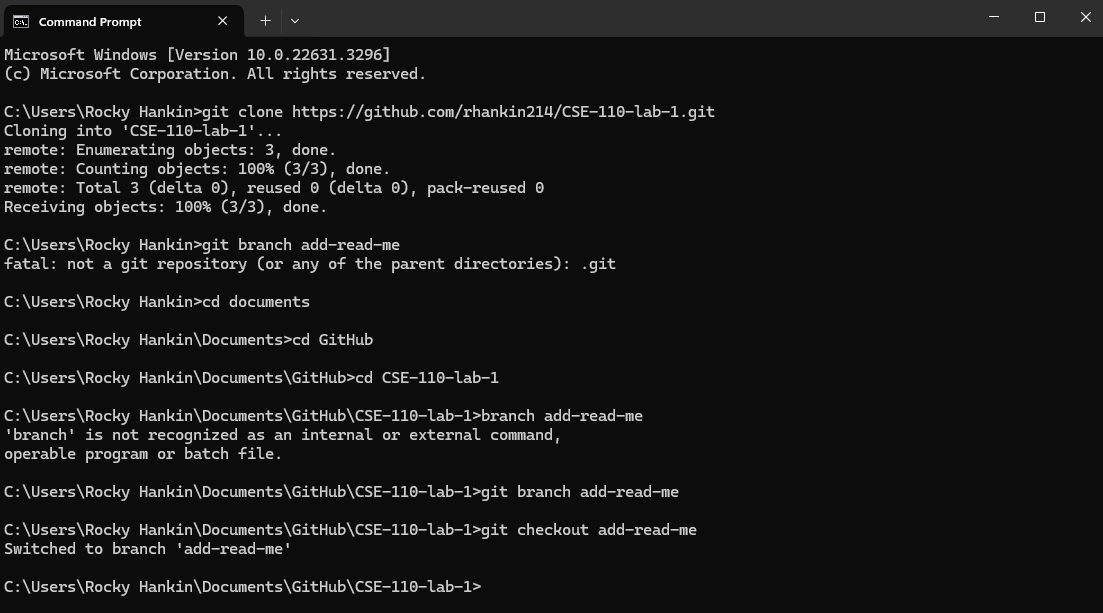 Command Prompt
Microsoft Windows [Version 10.0.22631.3296]
(c) Microsoft Corporation. All rights reserved.
C:\Users\Rocky Hankin>git clone https://github.com/rhankin214/CSE-110-lab-1.git
Cloning into 'CSE-110-lab-1'...
remote: Enumerating objects: 3, done.
remote: Counting objects: 100% (3/3), done.
remote: Total 3 (delta 0), reused 0 (delta 0), pack-reused 0
Receiving objects: 100% (3/3), done.
C:\Users\Rocky Hankin>git branch add-read-me
fatal: not a git repository (or any of the parent directories): .git
C:\Users\Rocky Hankin>cd documents
C:\Users\Rocky Hankin\Documents>cd GitHub
C:\Users\Rocky Hankin\Documents\GitHub>cd CSE-110-lab-1
C:\Users\Rocky Hankin\Documents\GitHub\CSE-110-lab-1>branch add-read-me
'branch' is not recognized as an internal or external command,
operable program or batch file.
C:\Users\Rocky Hankin\Documents\GitHub\CSE-110-lab-1>git branch add-read-me
C:\Users\Rocky Hankin\Documents\GitHub\CSE-110-lab-1>git checkout add-read-me
Switched to branch 'add-read-me'
C:\Users\Rocky Hankin\Documents\GitHub\CSE-110-lab-1>